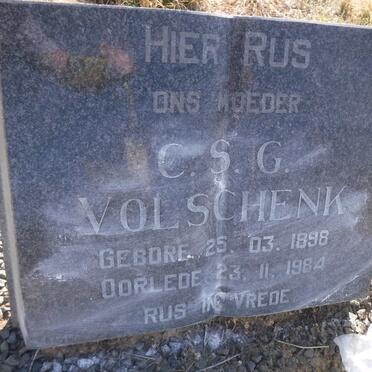 HIER RUS
ONS MOEDER
C. S. G.
VOLSCHENK
GEBORE 25. 03. 1898
OORLEDE 23. 11. 1984
RUS IN VREDE